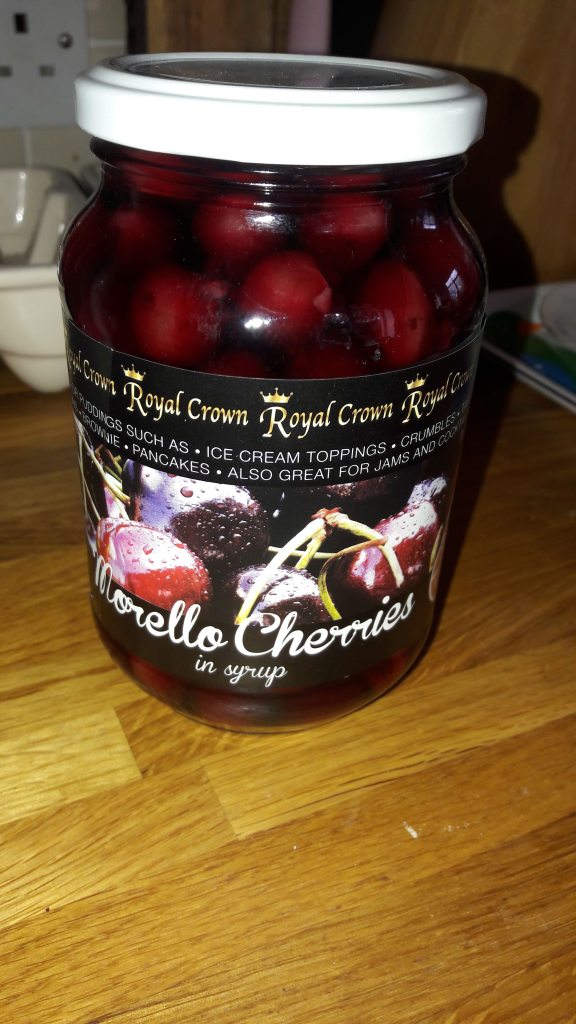 Royal Crown Royal Crown Royal Crown
PUDDINGS SUCH AS • ICE CREAM TOPPINGS • CRUMBLES •
BROWNIE • PANCAKES • ALSO GREAT FOR JAMS AND
Morello Cherries
in syrup